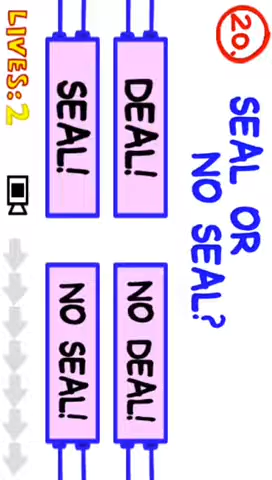 20.
SEAL OR
NO SEAL?
DEAL!
NO DEAL!
SEAL!
NO SEAL!
LIVES: 2